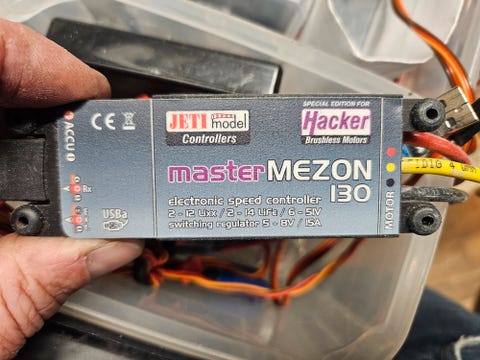 SPECIAL EDITION FOR
JETI model
Hacker
Controllers
Brushless Motors
masterMEZON
130
electronic speed controller
2 - 12 Lixx / 2 - 14 LiFe / 6 - 51V
switching regulator 5 - 8V / 15A
ACCU
CE
Rx
USBa
MOTOR